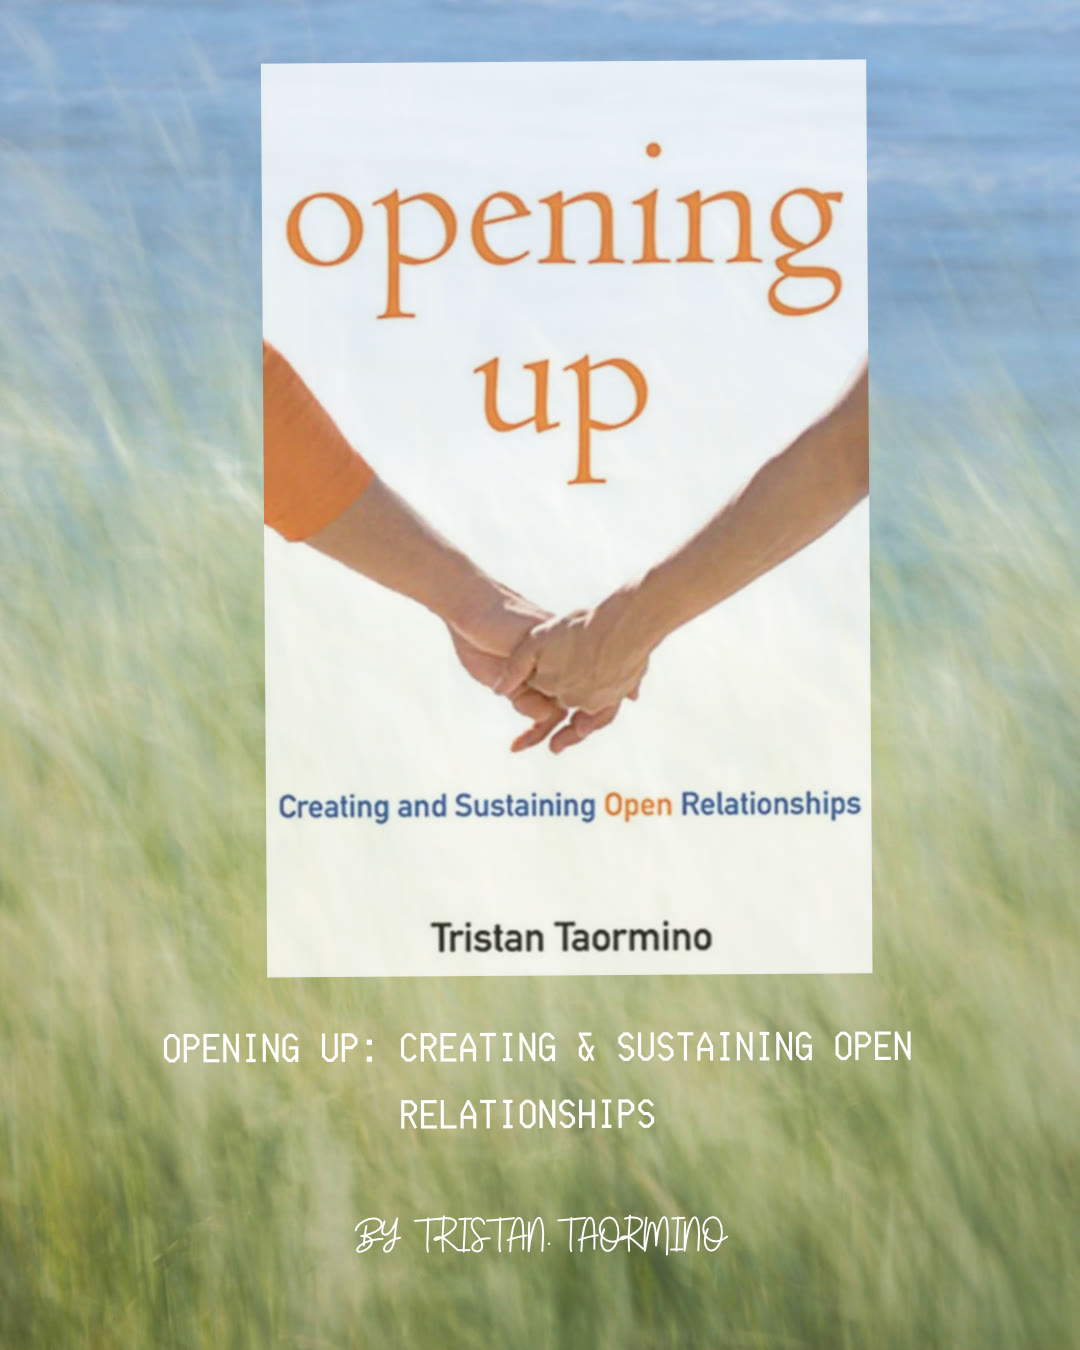 opening
up
Creating and Sustaining Open Relationships
Tristan Taormino
OPENING UP: CREATING & SUSTAINING OPEN
RELATIONSHIPS
BY TRISTAN. TAORMINO